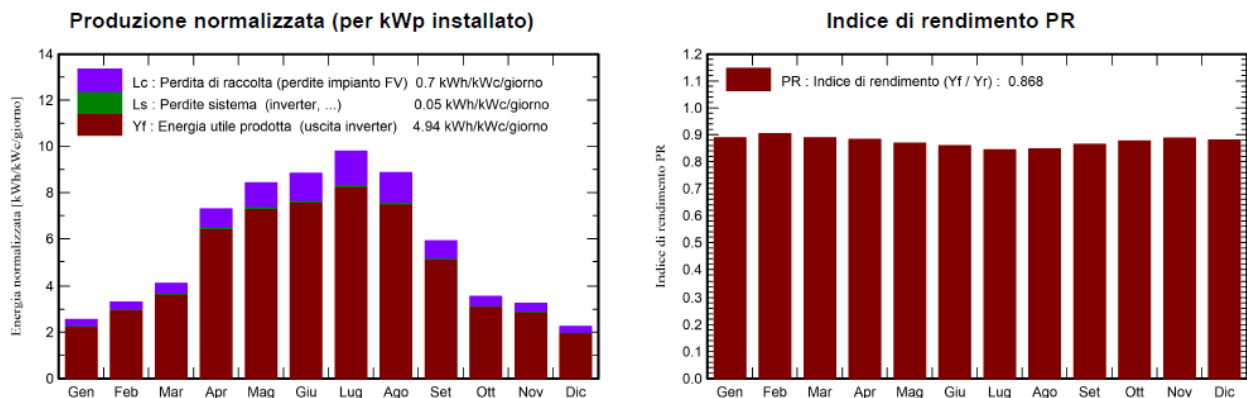 Produzione normalizzata (per kWp installato)
14
12
10
8
6
4
2
0
Energia normalizzata [kWh/kWc/giorno]
Lc : Perdita di raccolta (perdite impianto FV) 0.7 kWh/kWc/giorno
Ls : Perdite sistema (inverter, ...) 0.05 kWh/kWc/giorno
Yf : Energia utile prodotta (uscita inverter) 4.94 kWh/kWc/giorno
Gen Feb Mar Apr Mag Giu Lug Ago Set Ott Nov Dic
Indice di rendimento PR
1.2
1.1
1.0
0.9
0.8
0.7
0.6
0.5
0.4
0.3
0.2
0.1
0.0
Indice di rendimento PR
PR : Indice di rendimento (Yf / Yr) : 0.868
Gen Feb Mar Apr Mag Giu Lug Ago Set Ott Nov Dic